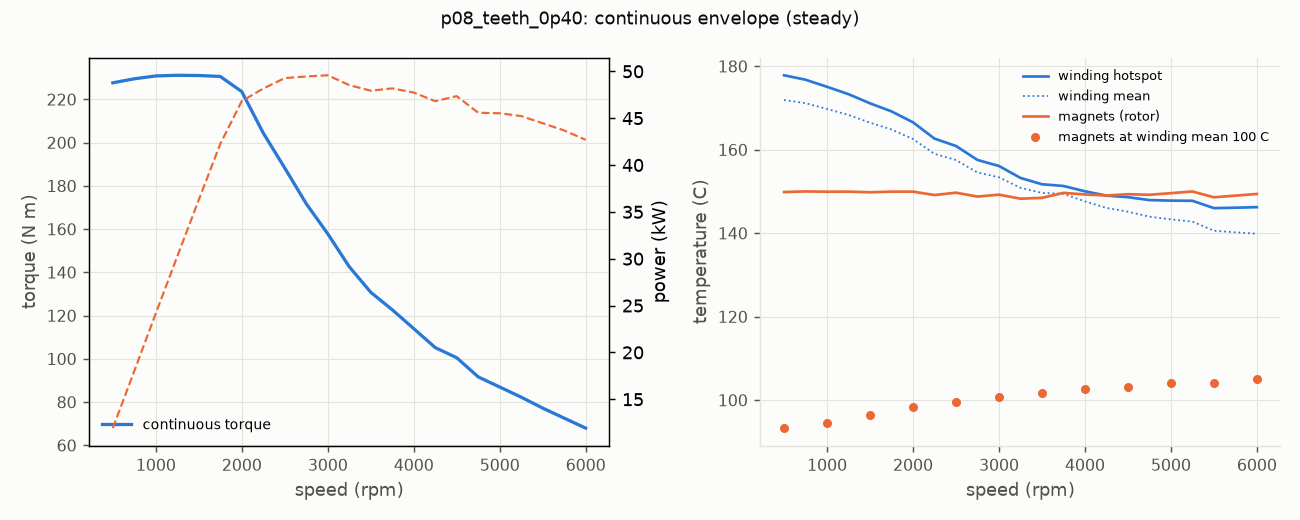 p08_teeth_0p40: continuous envelope (steady)
torque (N m)
220
200
180
160
140
120
100
80
60
1000 2000 3000 4000 5000 6000
speed (rpm)
continuous torque
50
45
40
35
30
25
20
15
power (kW)
temperature (C)
180
160
140
120
100
1000 2000 3000 4000 5000 6000
speed (rpm)
winding hotspot
winding mean
magnets (rotor)
magnets at winding mean 100 C